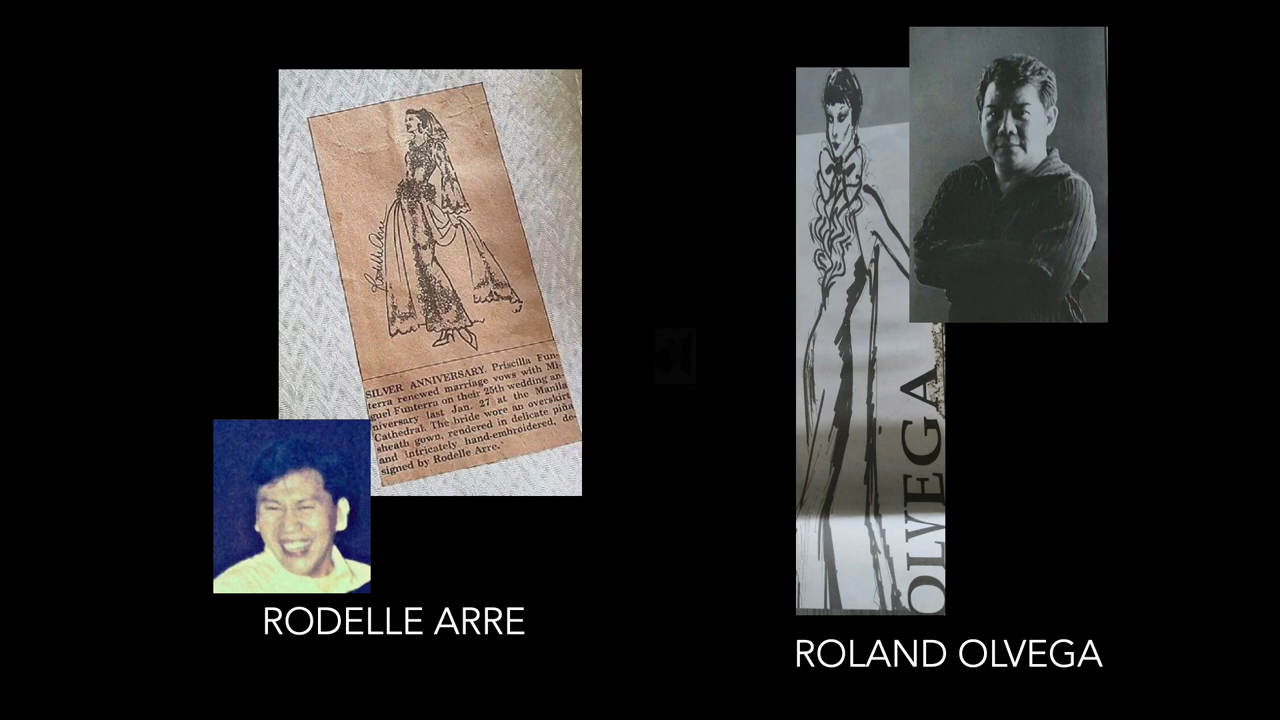 Rodelle Arre
SILVER ANNIVERSARY. Priscilla Fun-
terra renewed marriage vows with Mi-
guel Funterra on their 25th wedding an-
niversary last Jan. 27 at the Manila
Cathedral. The bride wore an overskirt
sheath gown, rendered in delicate piña
and intricately hand-embroidered, de-
signed by Rodelle Arre.
RODELLE ARRE
OLVEGA
ROLAND OLVEGA